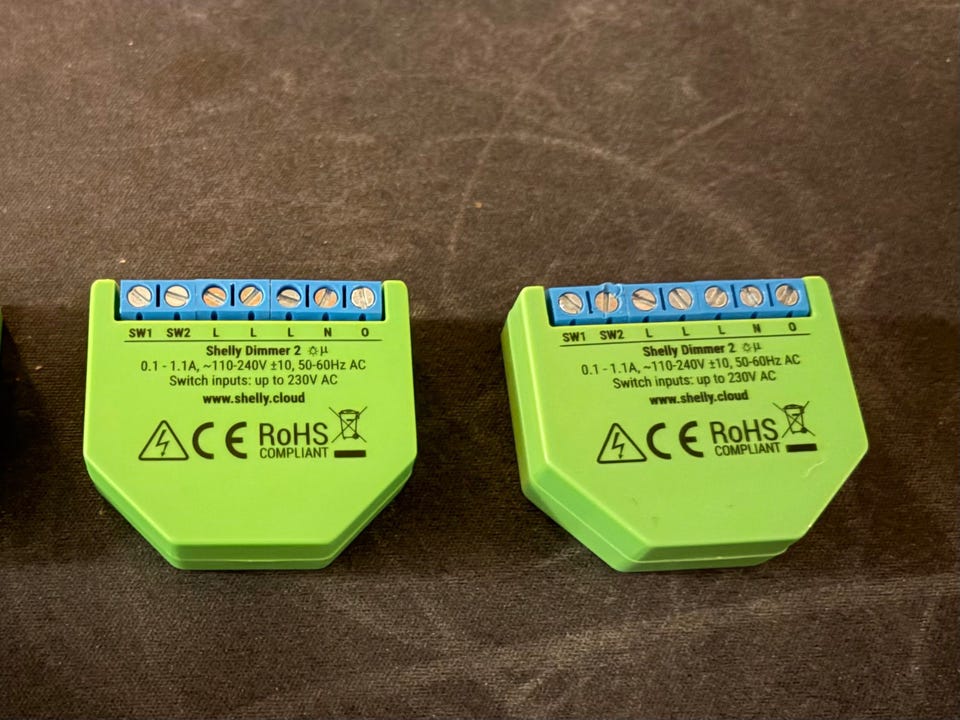 SW1 SW2 L L L N O
Shelly Dimmer 2 μ
0.1 - 1.1A, ~110-240V ±10, 50-60Hz AC
Switch inputs: up to 230V AC
www.shelly.cloud
CE RoHS
COMPLIANT
SW1 SW2 L L L N O
Shelly Dimmer 2 μ
0.1 - 1.1A, ~110-240V ±10, 50-60Hz AC
Switch inputs: up to 230V AC
www.shelly.cloud
CE RoHS
COMPLIANT